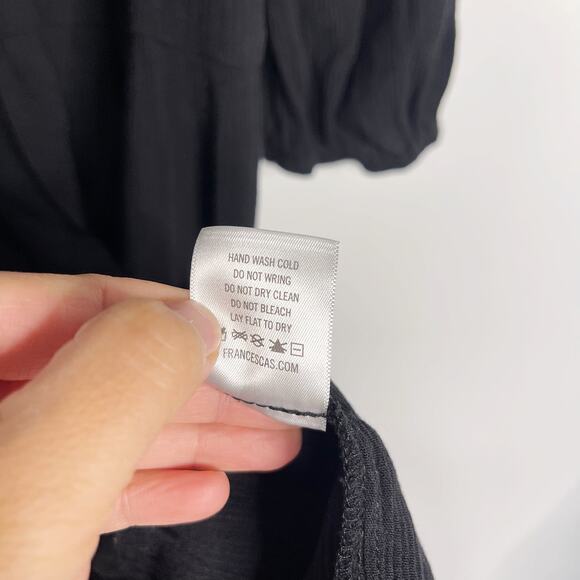 HAND WASH COLD
DO NOT WRING
DO NOT DRY CLEAN
DO NOT BLEACH
LAY FLAT TO DRY
FRANCESCAS.COM